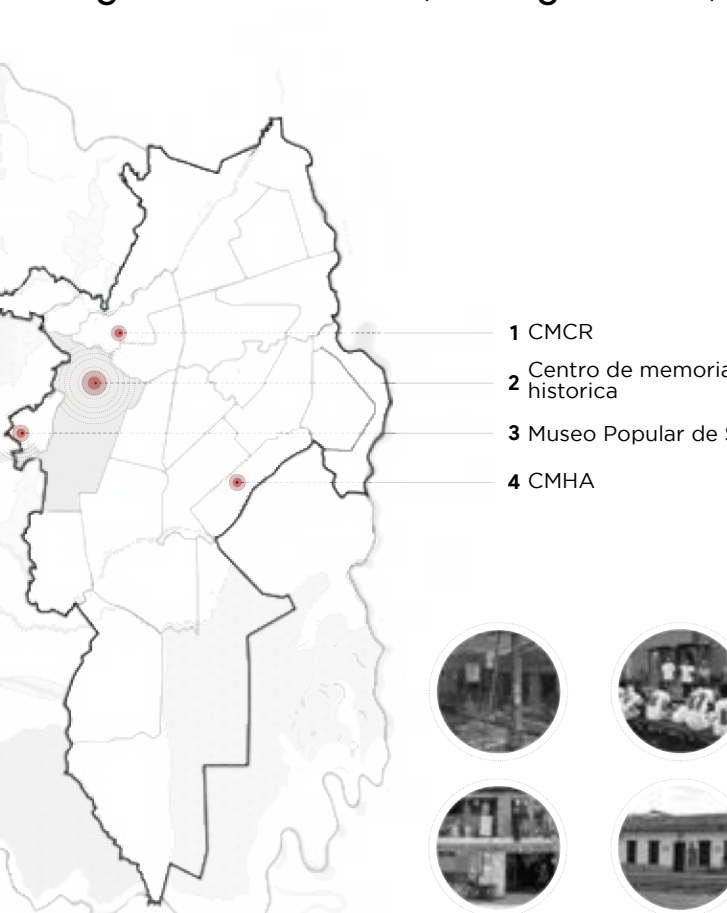 1 CMCR
2 Centro de memoria
historica
3 Museo Popular de
4 CMHA